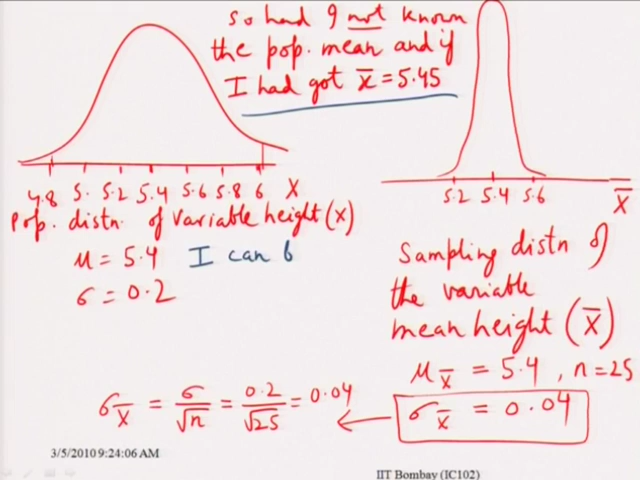 so had I not known
the pop. mean and if
I had got x̄ = 5.45
4.8 5. 5.2 5.4 5.6 5.8 6 X
Pop. distn. of variable height (x)
μ = 5.4 I can b
σ = 0.2
5.2 5.4 5.6 X̄
Sampling distn of
the variable
mean height (X̄)
μx̄ = 5.4, n=25
σx̄ = 0.04
σx̄ = σ/√n = 0.2/√25 = 0.04
3/5/2010 9:24:06 AM
IIT Bombay (IC102)